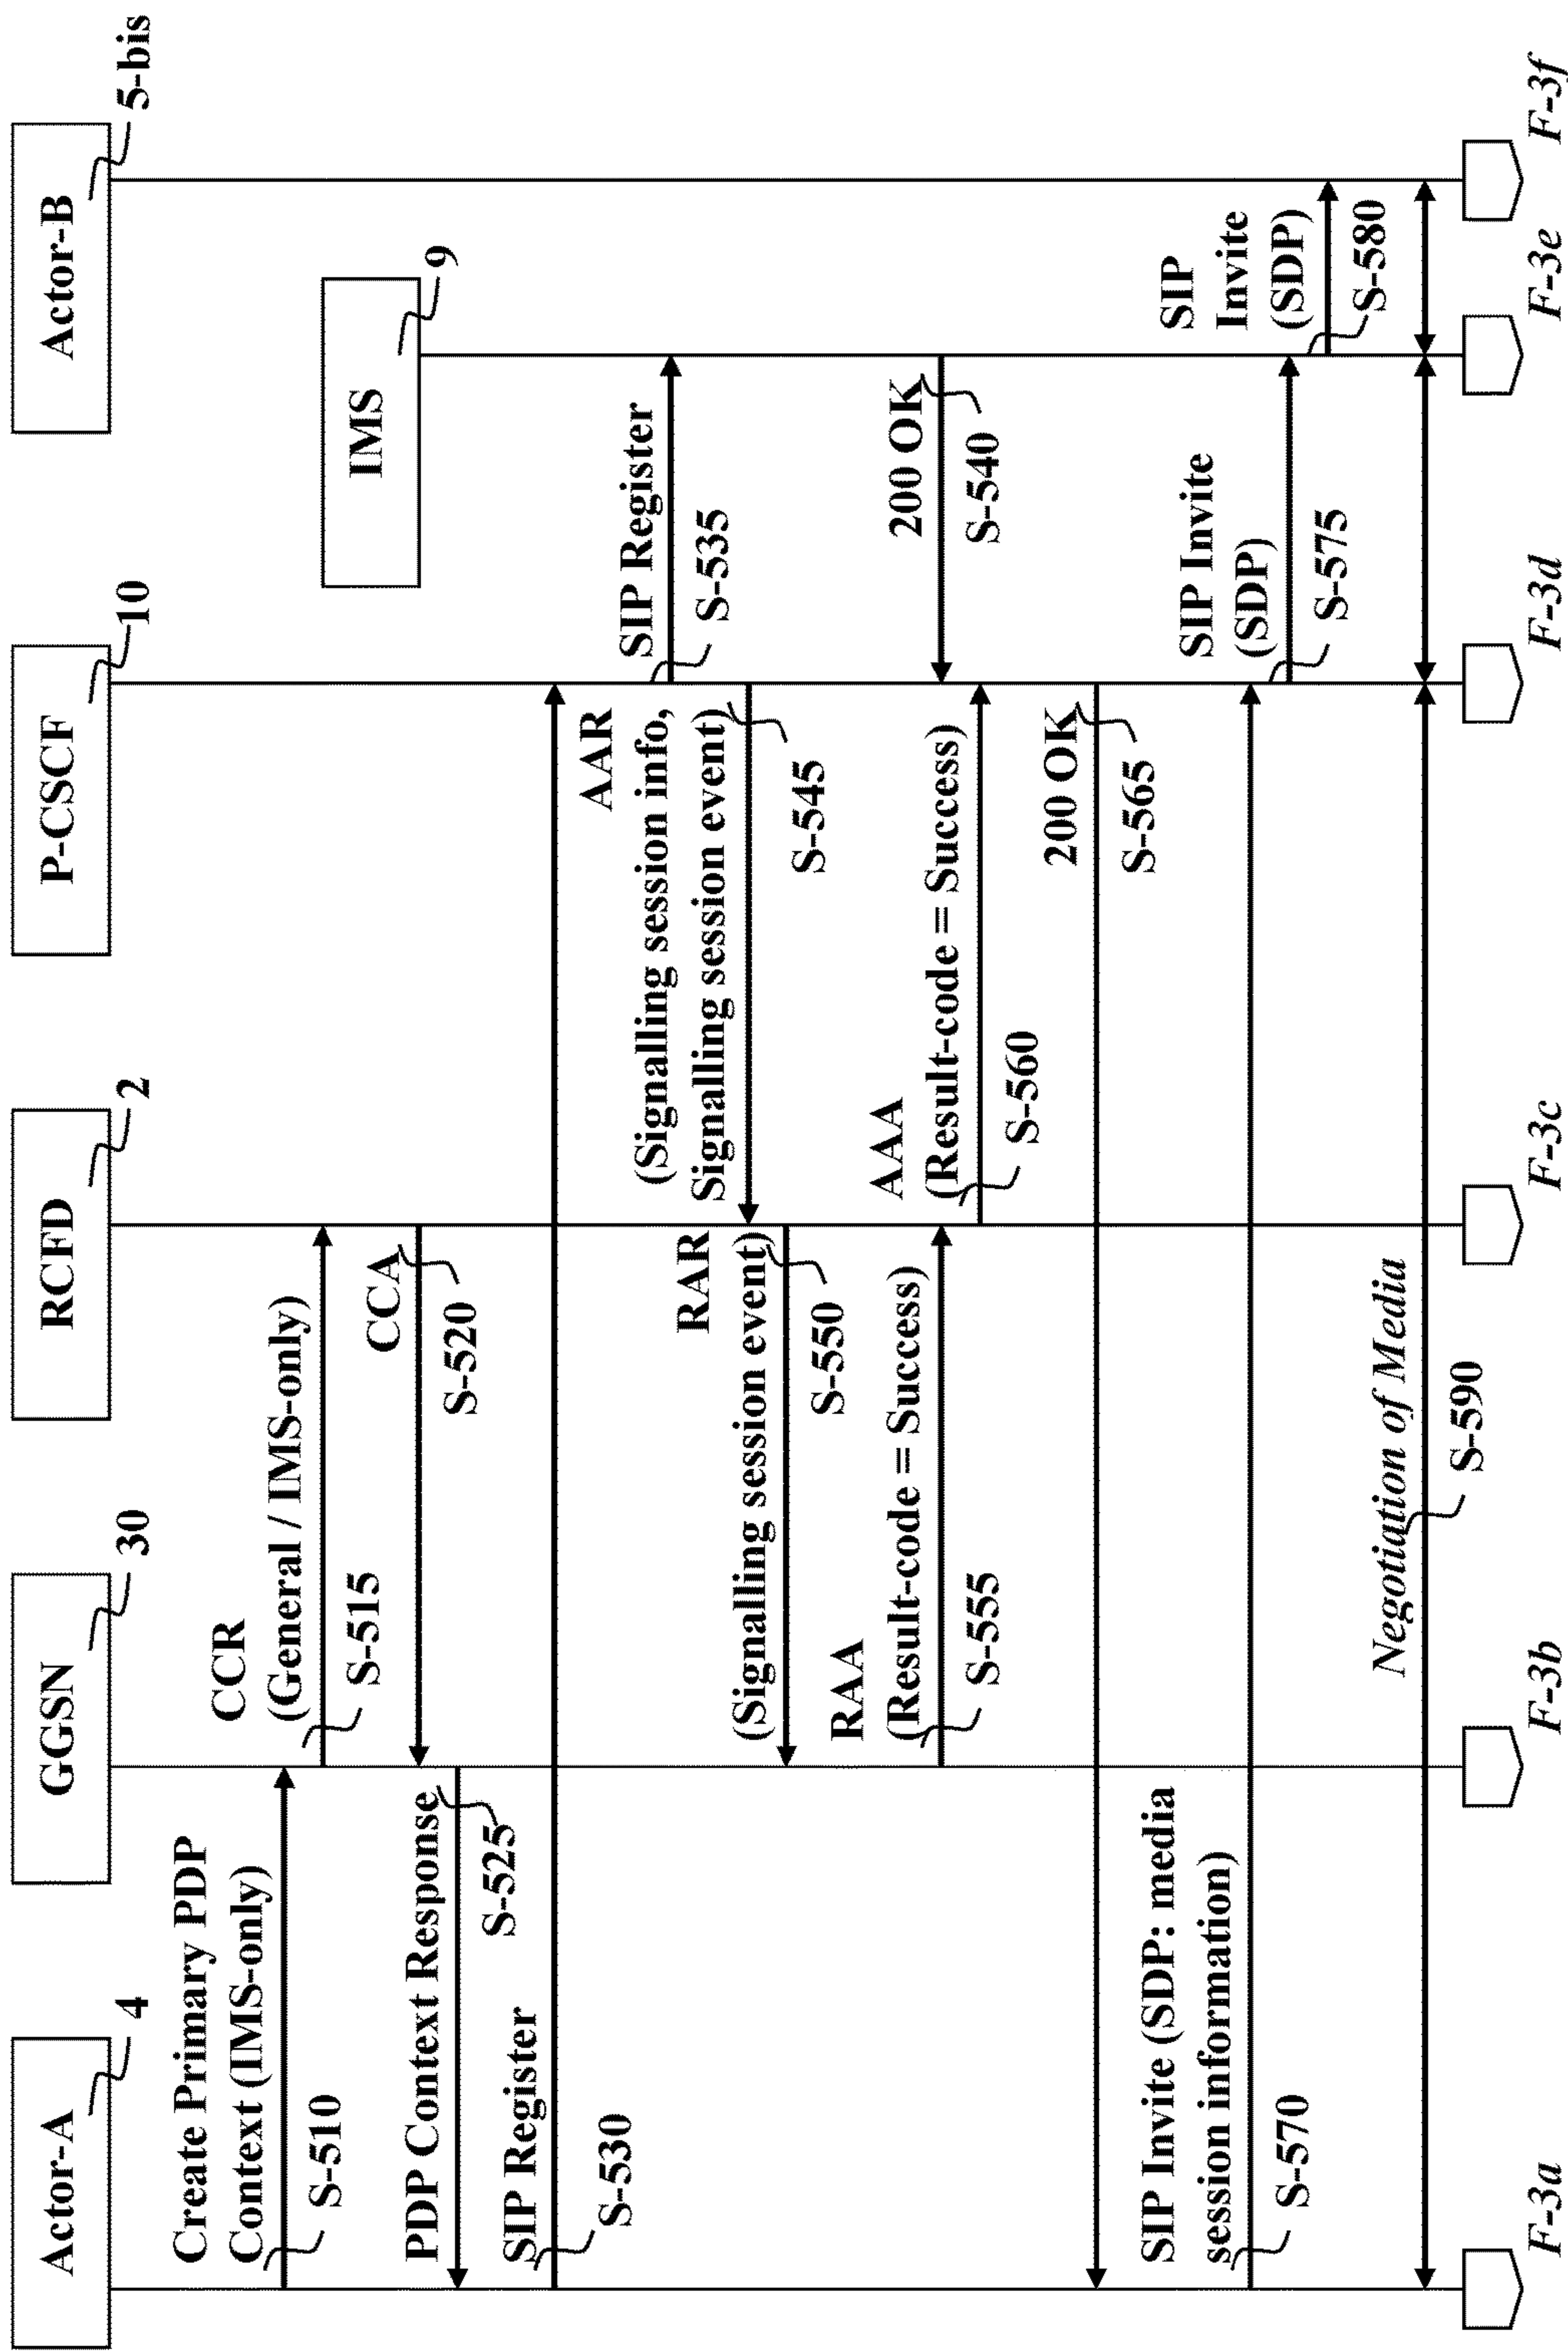 Actor-A
4
GGSN
30
RCFD
2
P-CSCF
10
Actor-B
5-bis
IMS
9
Create Primary PDP
Context (IMS-only)
S-510
CCR
(General / IMS-only)
S-515
CCA
S-520
PDP Context Response
S-525
SIP Register
S-530
SIP Register
S-535
AAR
(Signalling session info,
Signalling session event)
S-545
RAR
(Signalling session event)
S-550
RAA
(Result-code = Success)
S-555
200 OK
S-540
AAA
(Result-code = Success)
S-560
200 OK
S-565
SIP Invite (SDP: media
session information)
S-570
SIP Invite
(SDP)
S-575
SIP
Invite
(SDP)
S-580
Negotiation of Media
S-590
F-3a
F-3b
F-3c
F-3d
F-3e
F-3f